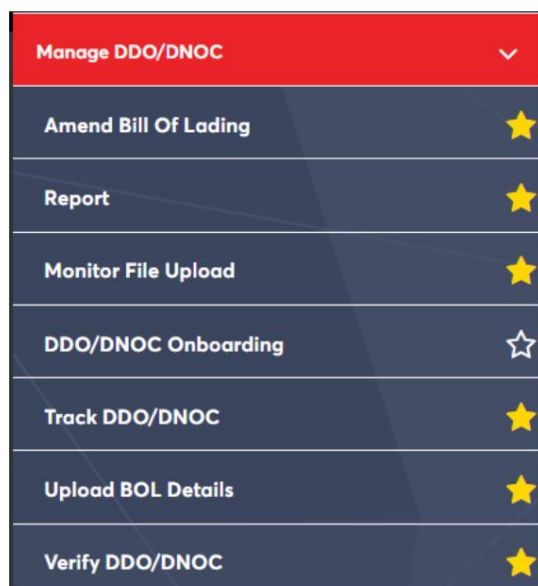 Manage DDO/DNOC
Amend Bill Of Lading
Report
Monitor File Upload
DDO/DNOC Onboarding
Track DDO/DNOC
Upload BOL Details
Verify DDO/DNOC